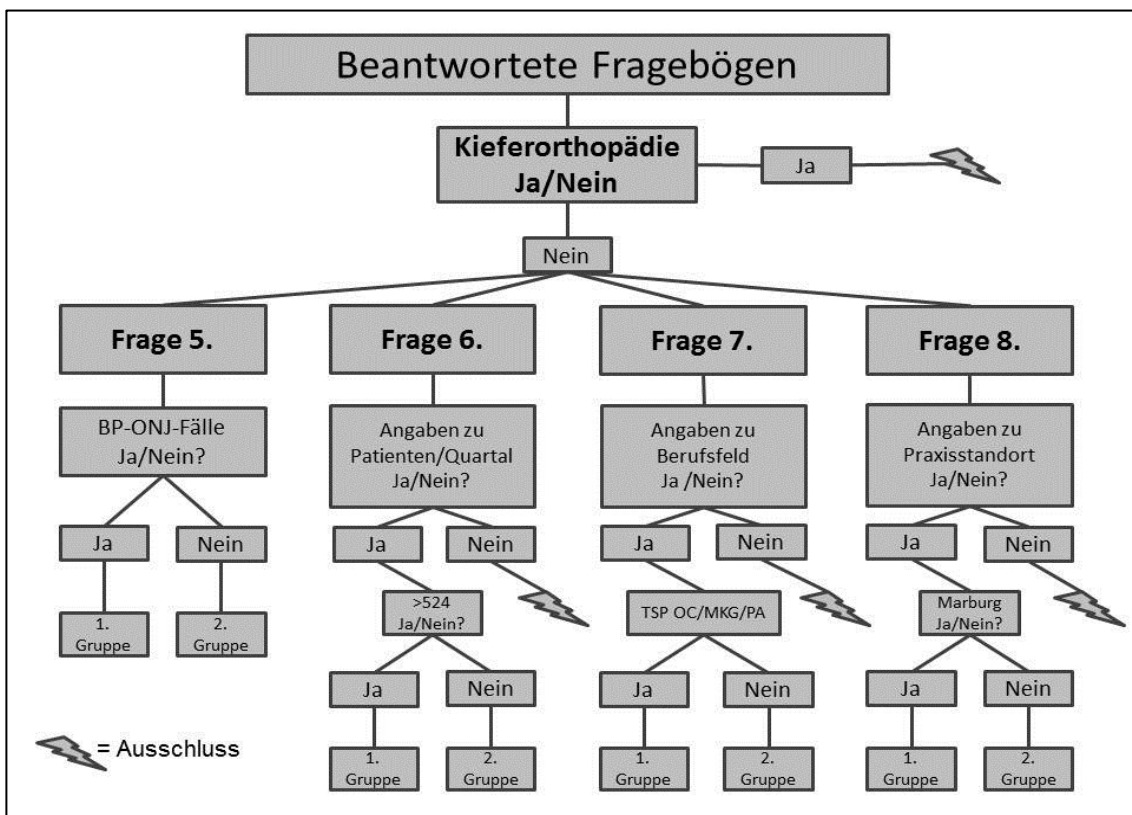 Beantwortete Fragebögen
Kieferorthopädie
Ja/Nein
Ja
Nein
Frage 5.
Frage 6.
Frage 7.
Frage 8.
BP-ONJ-Fälle
Ja/Nein?
Angaben zu
Patienten/Quartal
Ja/Nein?
Angaben zu
Berufsfeld
Ja /Nein?
Angaben zu
Praxisstandort
Ja/Nein?
Ja
Nein
Ja
Nein
Ja
Nein
Ja
Nein
1.
Gruppe
2.
Gruppe
>524
Ja/Nein?
TSP OC/MKG/PA
Marburg
Ja/Nein?
Ja
Nein
Ja
Nein
Ja
Nein
= Ausschluss
1.
Gruppe
2.
Gruppe
1.
Gruppe
2.
Gruppe
1.
Gruppe
2.
Gruppe